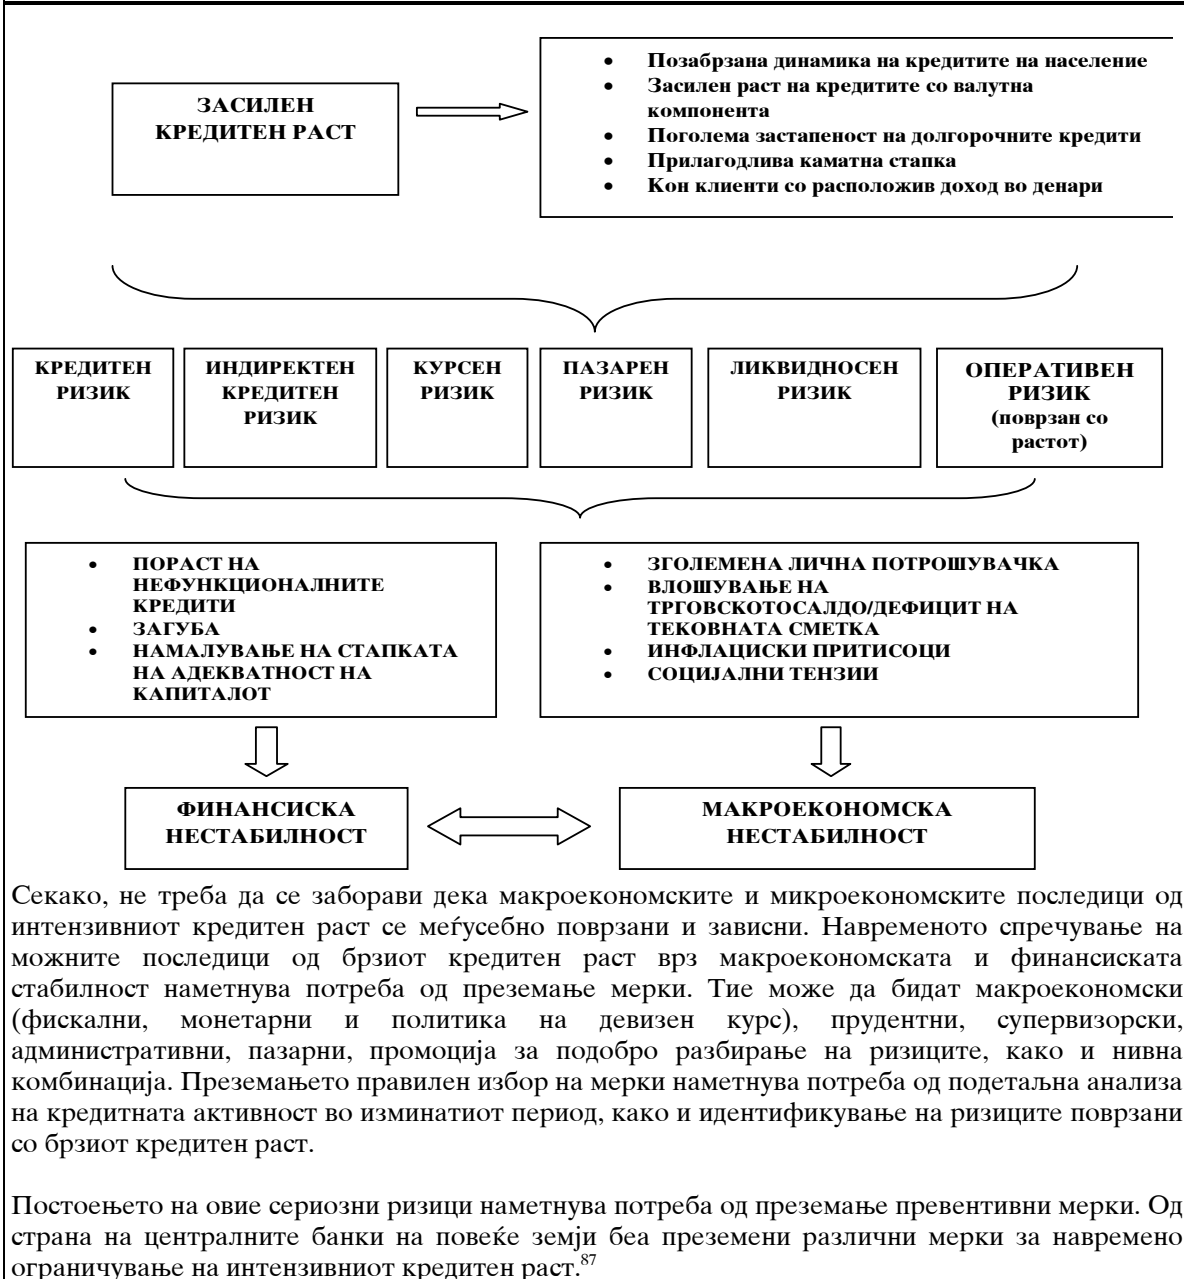 ЗАСИЛЕН
КРЕДИТЕН РАСТ
• Позабрзана динамика на кредитите на население
• Засилен раст на кредитите со валутна
компонента
• Поголема застапеност на долгорочните кредити
• Прилагодлива каматна стапка
• Кон клиенти со расположив доход во денари
КРЕДИТЕН
РИЗИК
ИНДИРЕКТЕН
КРЕДИТЕН
РИЗИК
КУРСЕН
РИЗИК
ПАЗАРЕН
РИЗИК
ЛИКВИДНОСЕН
РИЗИК
ОПЕРАТИВЕН
РИЗИК
(поврзан со
растот)
• ПОРАСТ НА
НЕФУНКЦИОНАЛНИТЕ
КРЕДИТИ
• ЗАГУБА
• НАМАЛУВАЊЕ НА СТАПКАТА
НА АДЕКВАТНОСТ НА
КАПИТАЛОТ
• ЗГОЛЕМЕНА ЛИЧНА ПОТРОШУВАЧКА
• ВЛОШУВАЊЕ НА
ТРГОВСКОТОСАЛДО/ДЕФИЦИТ НА
ТЕКОВНАТА СМЕТКА
• ИНФЛАЦИСКИ ПРИТИСОЦИ
• СОЦИЈАЛНИ ТЕНЗИИ
ФИНАНСИСКА
НЕСТАБИЛНОСТ
МАКРОЕКОНОМСКА
НЕСТАБИЛНОСТ
Секако, не треба да се заборави дека макроекономските и микроекономските последици од
интензивниот кредитен раст се меѓусебно поврзани и зависни. Навременото спречување на
можните последици од брзиот кредитен раст врз макроекономската и финансиската
стабилност наметнува потреба од преземање мерки. Тие може да бидат макроекономски
(фискални, монетарни и политика на девизен курс), прудентни, супервизорски,
административни, пазарни, промоција за подобро разбирање на ризиците, како и нивна
комбинација. Преземањето правилен избор на мерки наметнува потреба од подетаљна анализа
на кредитната активност во изминатиот период, како и идентификување на ризиците поврзани
со брзиот кредитен раст.
Постоењето на овие сериозни ризици наметнува потреба од преземање превентивни мерки. Од
страна на централните банки на повеќе земји беа преземени различни мерки за навремено
ограничување на интензивниот кредитен раст.87